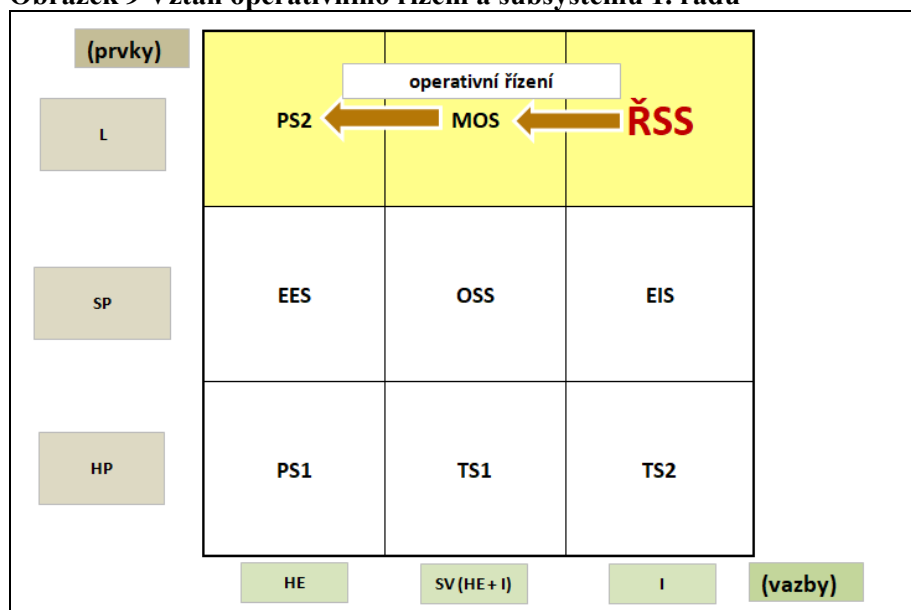 Obrázek 9 Vztah operativního řízení a subsystémů 1. řádu
(prvky)
operativní řízení
L
PS2
MOS
ŘSS
SP
EES
OSS
EIS
HP
PS1
TS1
TS2
HE
SV (HE + I)
I
(vazby)